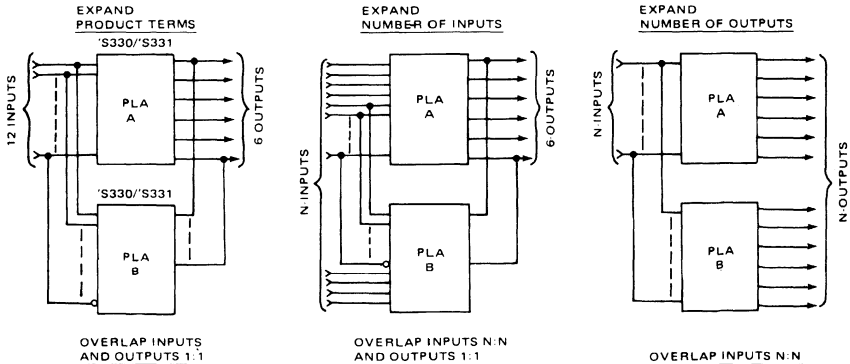 EXPAND
PRODUCT TERMS
'S330/'S331
12 INPUTS
PLA
A
6 OUTPUTS
'S330/'S331
PLA
B
OVERLAP INPUTS
AND OUTPUTS 1:1
EXPAND
NUMBER OF INPUTS
N-INPUTS
PLA
A
6-OUTPUTS
PLA
B
OVERLAP INPUTS N:N
AND OUTPUTS 1:1
EXPAND
NUMBER OF OUTPUTS
N-INPUTS
PLA
A
N-OUTPUTS
PLA
B
OVERLAP INPUTS N:N